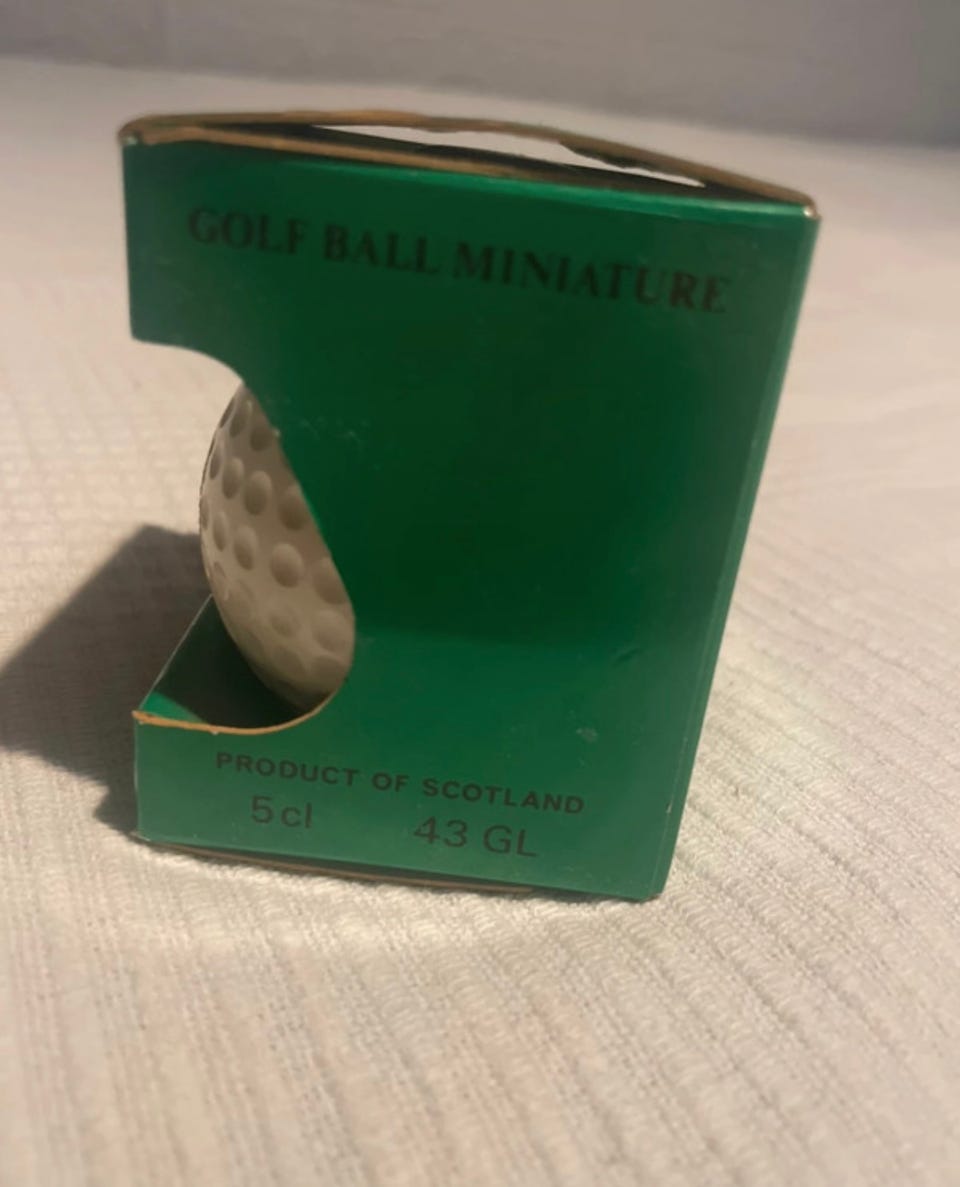 GOLF BALL MINIATURE
PRODUCT OF SCOTLAND
5cl 43 GL